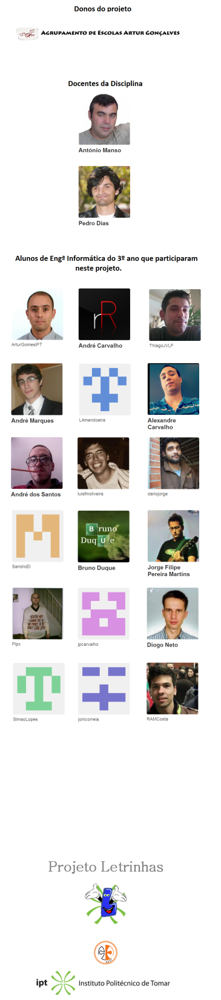 Donos do projeto
Agrupamento de Escolas Artur Gonçalves
Docentes da Disciplina
António Manso
Pedro Dias
Alunos de Engª Informática do 3º ano que participaram
neste projeto.
ArturGomesIPT
André Carvalho
ThiagoJVLF
André Marques
LAmendoeira
Alexandre
Carvalho
André dos Santos
luisfmoliveira
dariojorge
SandroEl
Bruno
Duque
Bruno Duque
Jorge Filipe
Pereira Martins
Pipx
jpcarvalho
Diogo Neto
SimaoLopes
jonicorreia
RAMCosta
Projeto Letrinhas
ipt Instituto Politécnico de Tomar